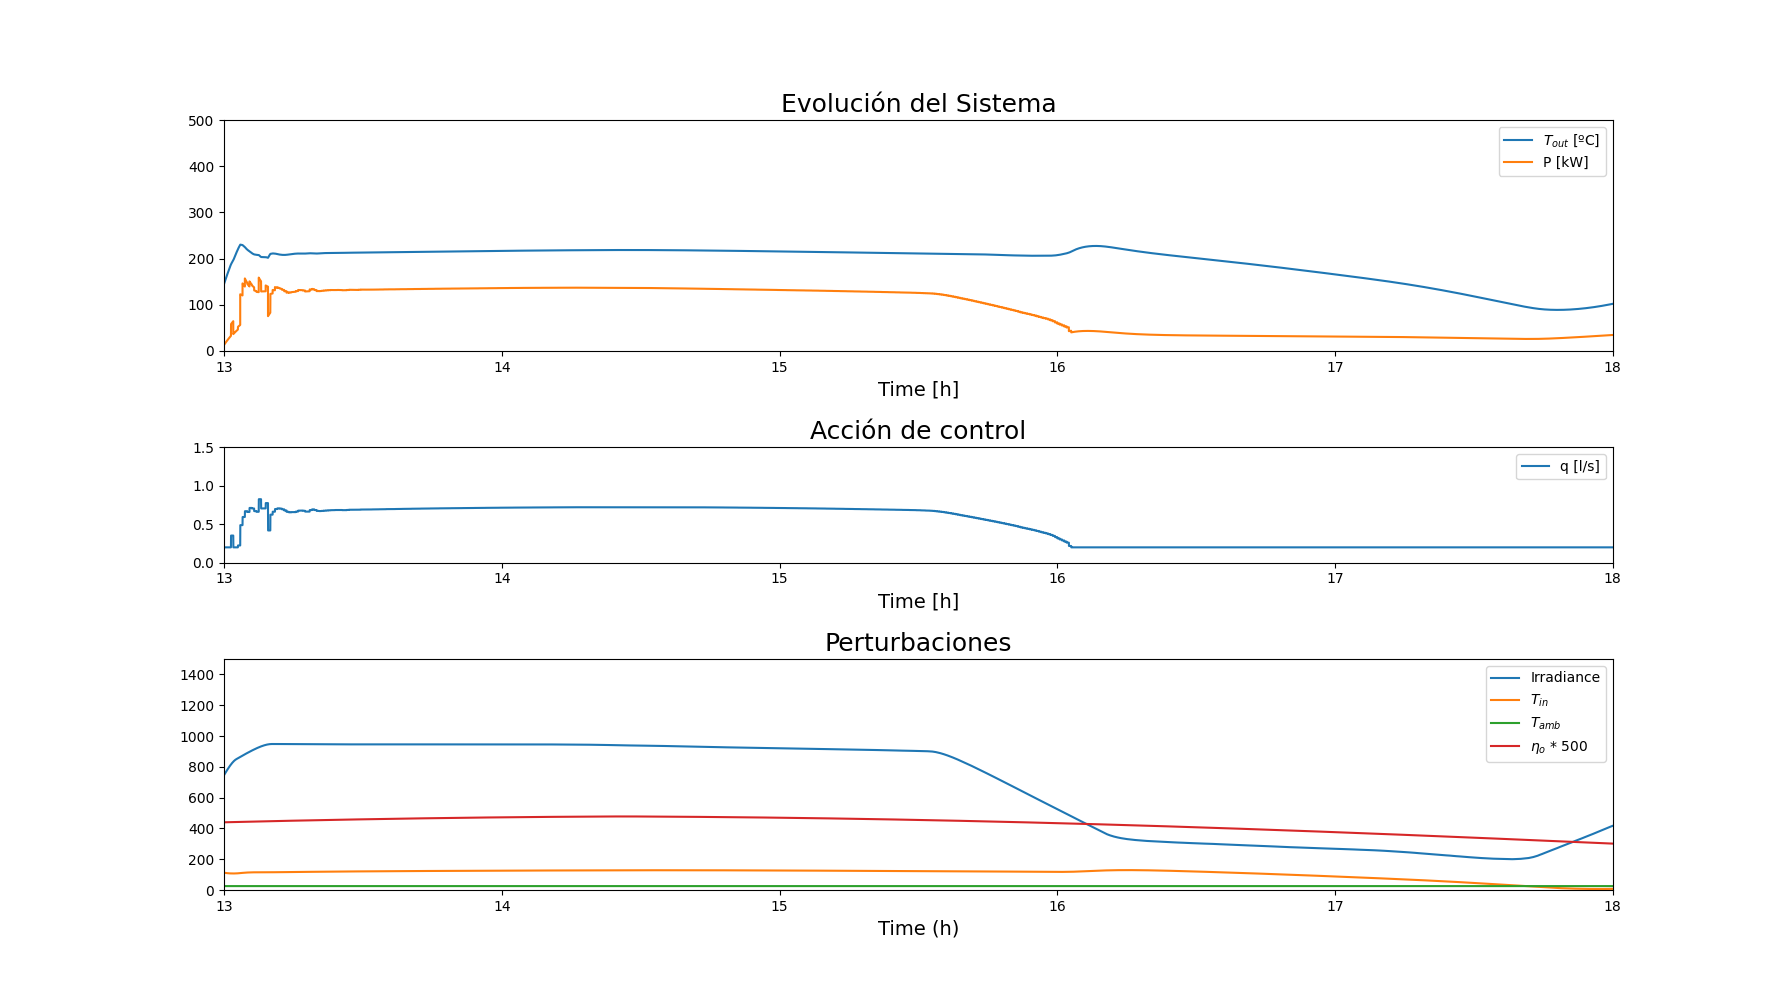 Evolución del Sistema
500
400
300
200
100
0
T_out [ºC]
P [kW]
13 14 15 16 17 18
Time [h]
Acción de control
1.5
1.0
0.5
0.0
q [l/s]
13 14 15 16 17 18
Time [h]
Perturbaciones
1400
1200
1000
800
600
400
200
0
Irradiance
T_in
T_amb
η_o * 500
13 14 15 16 17 18
Time (h)